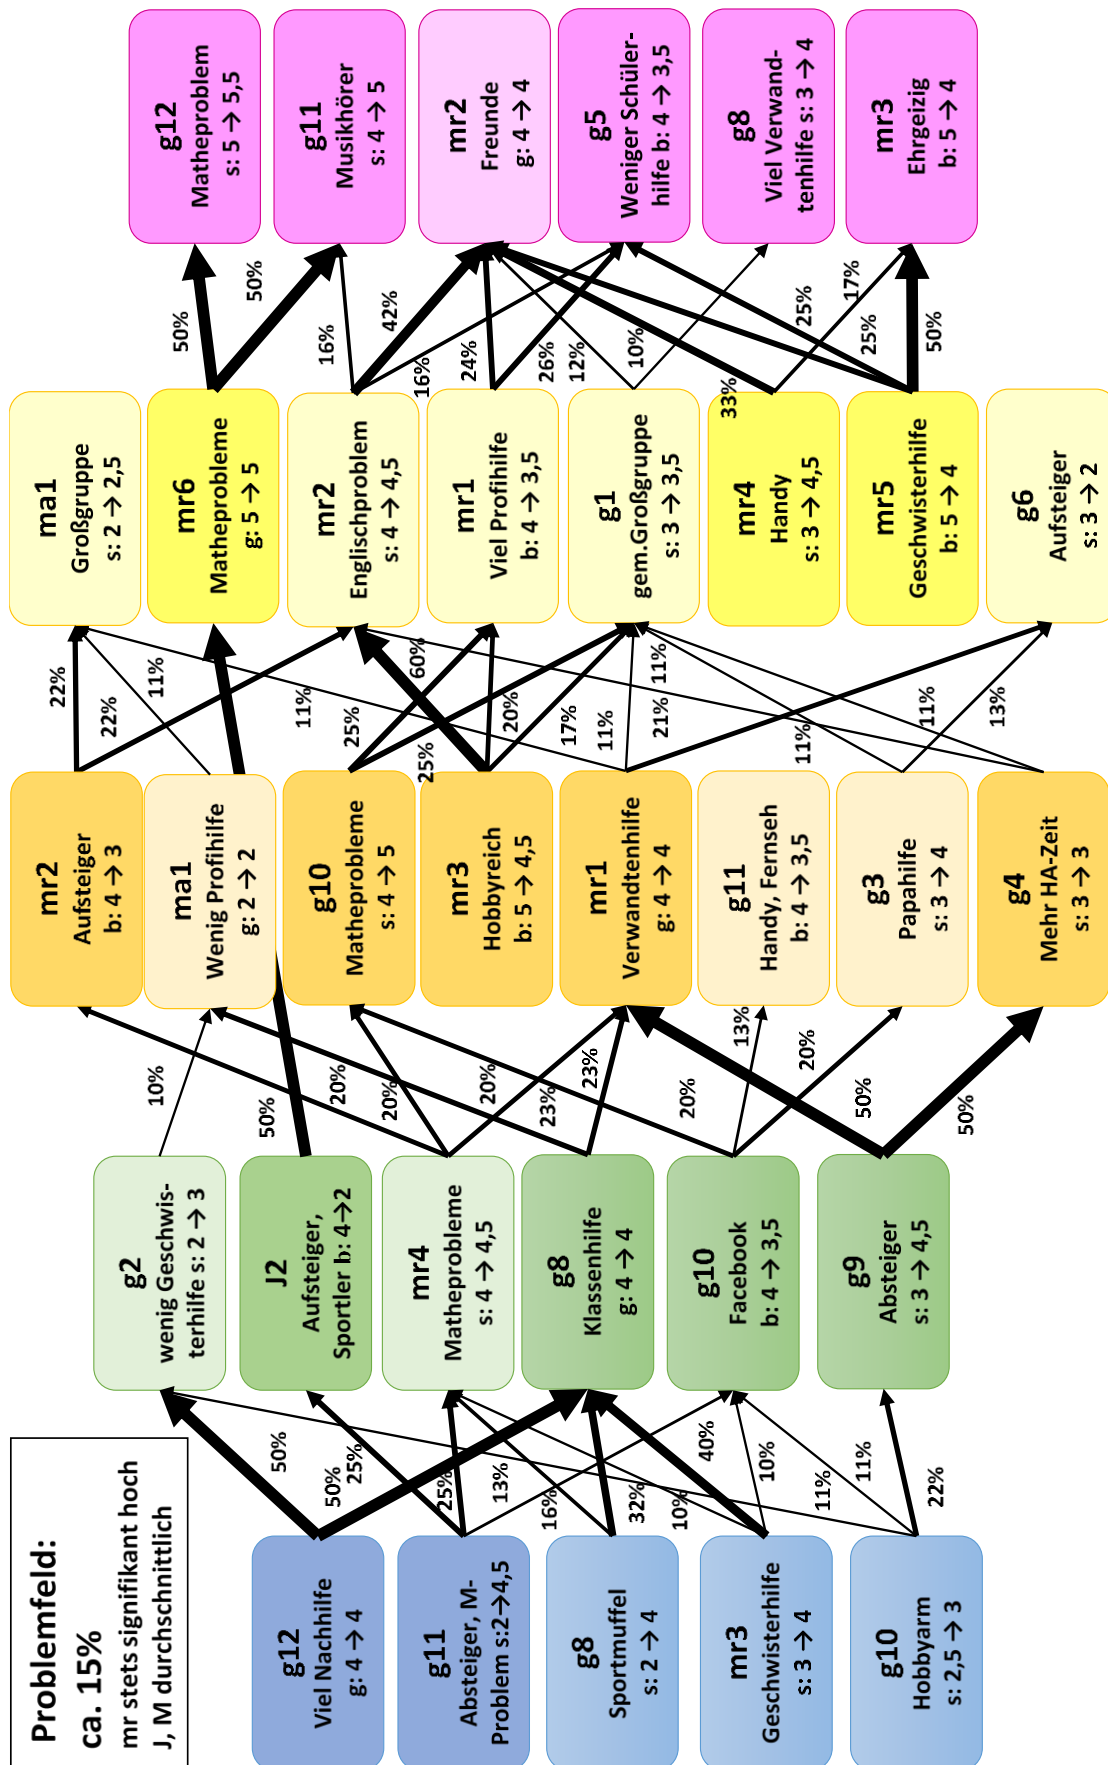 Problemfeld:
ca. 15%
mr stets signifikant hoch
J, M durchschnittlich
g12
Viel Nachhilfe
g: 4 → 4
g11
Absteiger, M-
Problem s:2→4,5
g8
Sportmuffel
s: 2 → 4
mr3
Geschwisterhilfe
s: 3 → 4
g10
Hobbyarm
s: 2,5 → 3
50%
50%
25%
25%
13%
16%
32%
10%
40%
10%
11%
11%
22%
g2
wenig Geschwis-
terhilfe s: 2 → 3
J2
Aufsteiger,
Sportler b: 4→2
mr4
Matheprobleme
s: 4 → 4,5
g8
Klassenhilfe
g: 4 → 4
g10
Facebook
b: 4 → 3,5
g9
Absteiger
s: 3 → 4,5
10%
50%
20%
20%
20%
23%
23%
20%
13%
20%
50%
50%
mr2
Aufsteiger
b: 4 → 3
ma1
Wenig Profihilfe
g: 2 → 2
g10
Matheprobleme
s: 4 → 5
mr3
Hobbyreich
b: 5 → 4,5
mr1
Verwandtenhilfe
g: 4 → 4
g11
Handy, Fernseh
b: 4 → 3,5
g3
Papahilfe
s: 3 → 4
g4
Mehr HA-Zeit
s: 3 → 3
22%
22%
11%
11%
25%
25%
60%
20%
17%
11%
21%
11%
11%
11%
13%
ma1
Großgruppe
s: 2 → 2,5
mr6
Matheprobleme
g: 5 → 5
mr2
Englischproblem
s: 4 → 4,5
mr1
Viel Profihilfe
b: 4 → 3,5
g1
gem.Großgruppe
s: 3 → 3,5
mr4
Handy
s: 3 → 4,5
mr5
Geschwisterhilfe
b: 5 → 4
g6
Aufsteiger
s: 3 → 2
50%
50%
16%
42%
16%
24%
26%
12%
10%
33%
25%
17%
25%
50%
g12
Matheproblem
s: 5 → 5,5
g11
Musikhörer
s: 4 → 5
mr2
Freunde
g: 4 → 4
g5
Weniger Schüler-
hilfe b: 4 → 3,5
g8
Viel Verwand-
tenhilfe s: 3 → 4
mr3
Ehrgeizig
b: 5 → 4